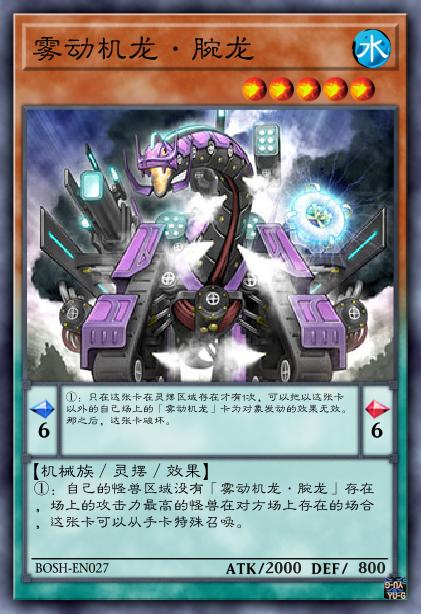 雾动机龙·腕龙
水
①：只在这张卡在灵摆区域存在才有1次，可以把以这张卡
以外的自己场上的「雾动机龙」卡为对象发动的效果无效。
那之后，这张卡破坏。
6
6
【机械族／灵摆／效果】
①：自己的怪兽区域没有「雾动机龙·腕龙」存在
，场上的攻击力最高的怪兽在对方场上存在的场合
，这张卡可以从手卡特殊召唤。
BOSH-EN027 ATK/2000 DEF/ 800